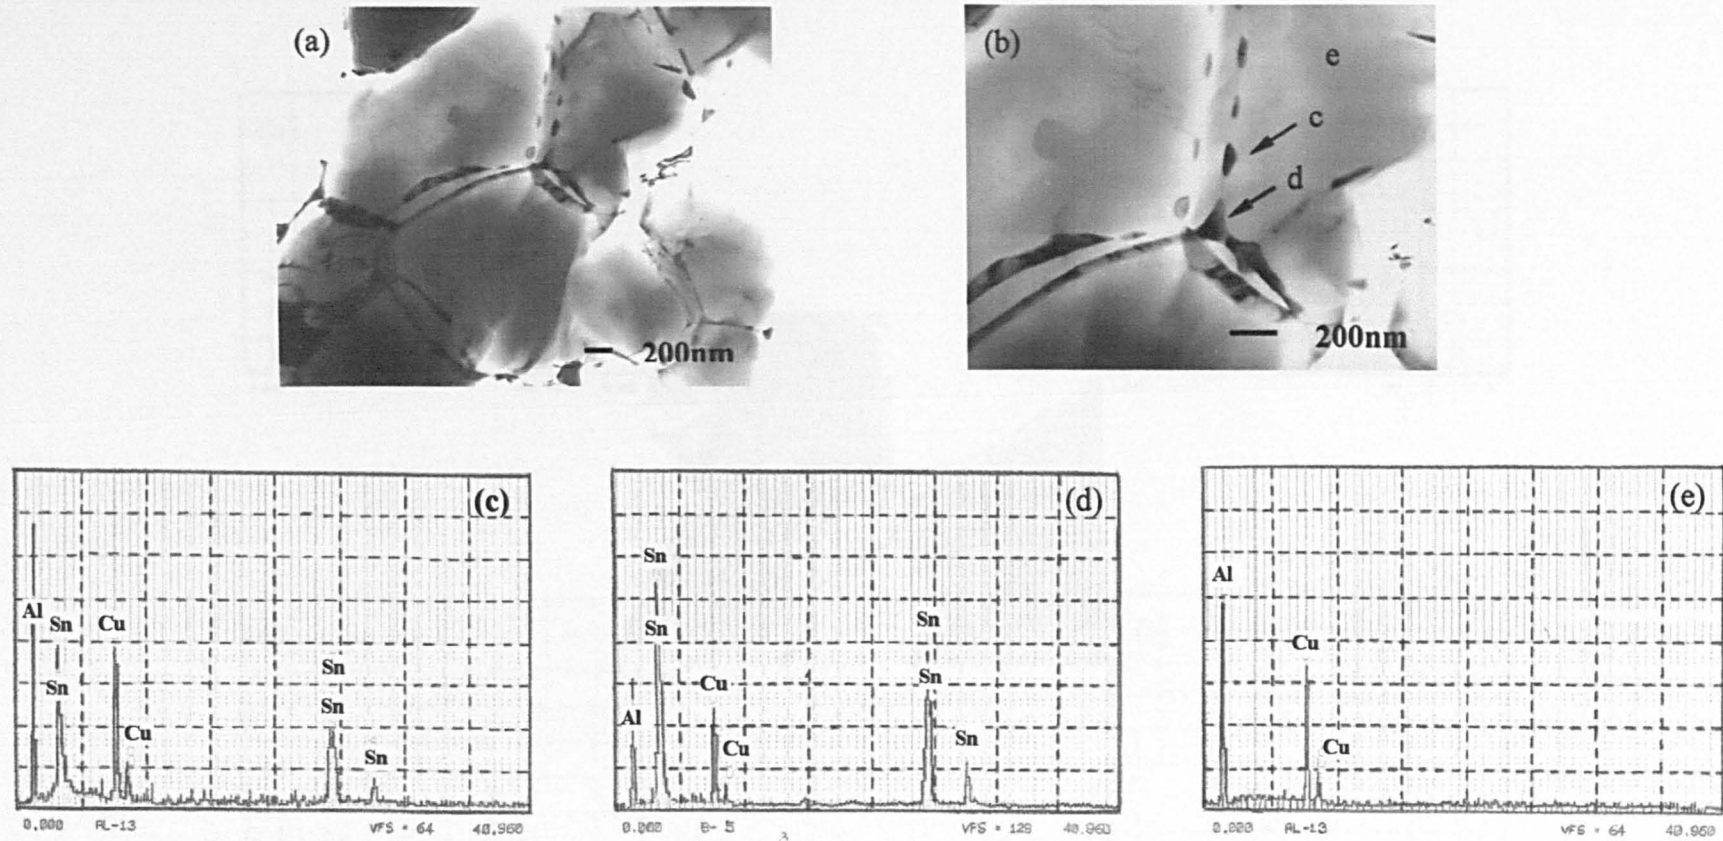 (a)
200nm
(b)
e
c
d
200nm
(c)
Al
Sn
Cu
Sn
Sn
Sn
Cu
Sn
0.000 AL-13 VFS = 64 40.960
(d)
Sn
Sn
Sn
Cu
Sn
Al
Cu
Sn
0.000 B- 5 VFS = 128 40.960
3
(e)
Al
Cu
Cu
0.000 AL-13 VFS = 64 40.960